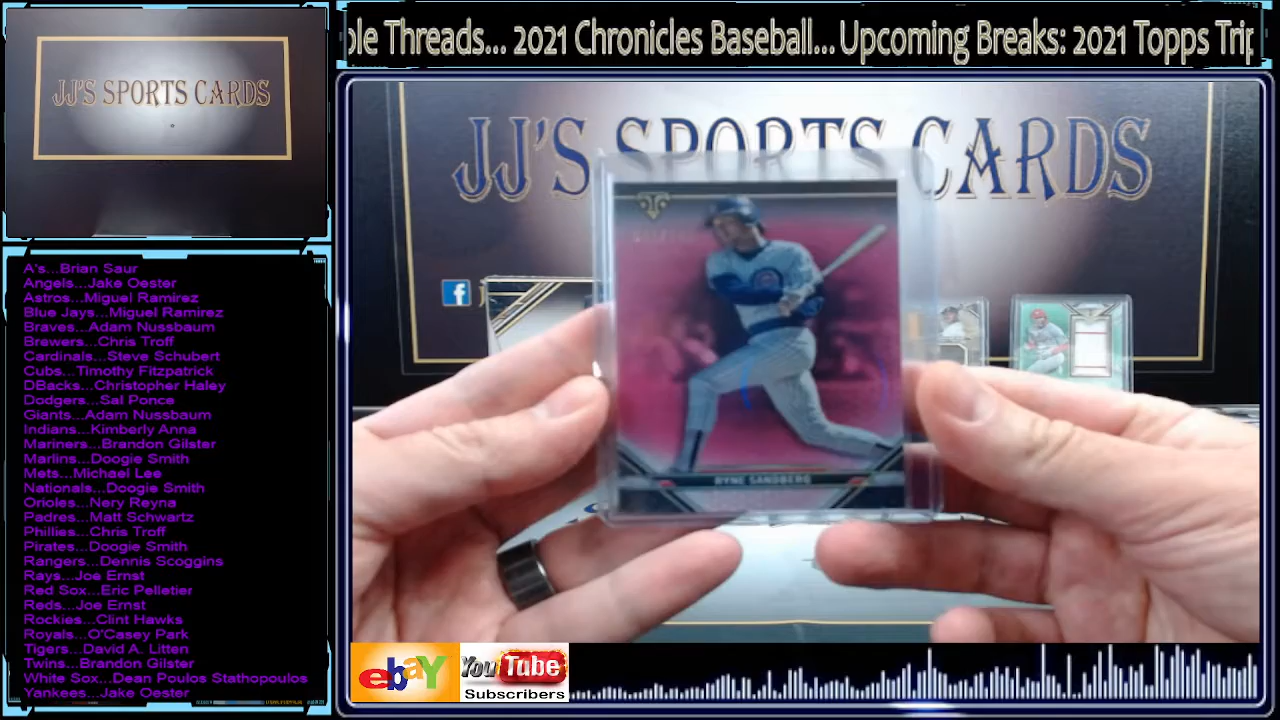 JJ'S SPORTS CARDS
ple Threads... 2021 Chronicles Baseball... Upcoming Breaks: 2021 Topps Trip
JJ'S SPORTS CARDS
RYNE SANDBERG
A's...Brian Saur
Angels...Jake Oester
Astros...Miguel Ramirez
Blue Jays...Miguel Ramirez
Braves...Adam Nussbaum
Brewers...Chris Troff
Cardinals...Steve Schubert
Cubs...Timothy Fitzpatrick
DBacks...Christopher Haley
Dodgers...Sal Ponce
Giants...Adam Nussbaum
Indians...Kimberly Anna
Mariners...Brandon Gilster
Marlins...Doogie Smith
Mets...Michael Lee
Nationals...Doogie Smith
Orioles...Nery Reyna
Padres...Matt Schwartz
Phillies...Chris Troff
Pirates...Doogie Smith
Rangers...Dennis Scoggins
Rays...Joe Ernst
Red Sox...Eric Pelletier
Reds...Joe Ernst
Rockies...Clint Hawks
Royals...O'Casey Park
Tigers...David A. Litten
Twins...Brandon Gilster
White Sox...Dean Poulos Stathopoulos
Yankees...Jake Oester
ebaY
YouTube
Subscribers